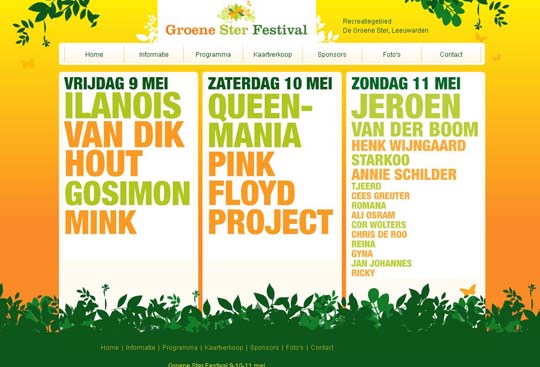 Groene Ster Festival
Recreatiegebied
De Groene Ster, Leeuwarden
Home Informatie Programma Kaartverkoop Sponsors Foto's Contact
VRIJDAG 9 MEI
ILANOIS
VAN DIK
HOUT
GOSIMON
MINK
ZATERDAG 10 MEI
QUEEN-
MANIA
PINK
FLOYD
PROJECT
ZONDAG 11 MEI
JEROEN
VAN DER BOOM
HENK WIJNGAARD
STARKOO
ANNIE SCHILDER
TJEERD
CEES GREUTER
ROMANA
ALI OSRAM
COR WOLTERS
CHRIS DE ROO
REINA
GYNA
JAN JOHANNES
RICKY
Home | Informatie | Programma | Kaartverkoop | Sponsors | Foto's | Contact
Groene Ster Festival 9-10-11 mei